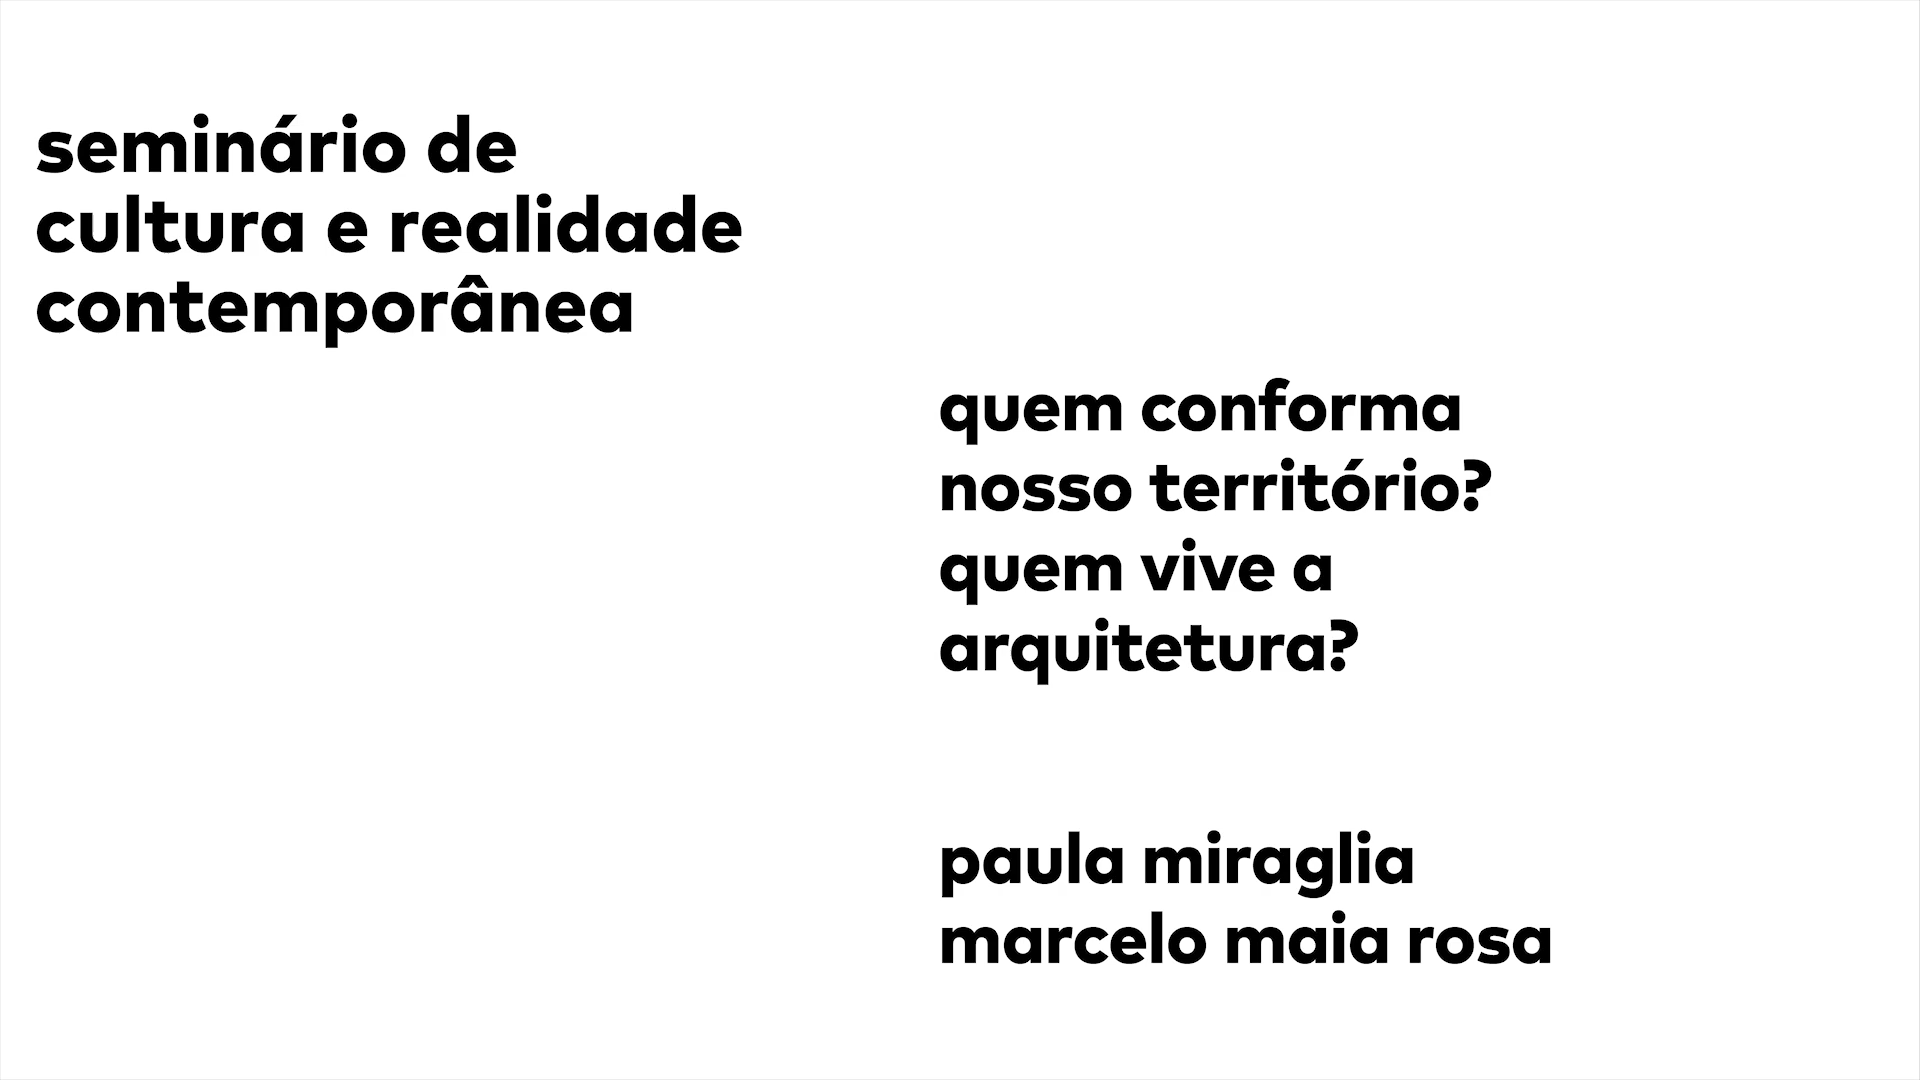 seminário de
cultura e realidade
contemporânea
quem conforma
nosso território?
quem vive a
arquitetura?
paula miraglia
marcelo maia rosa